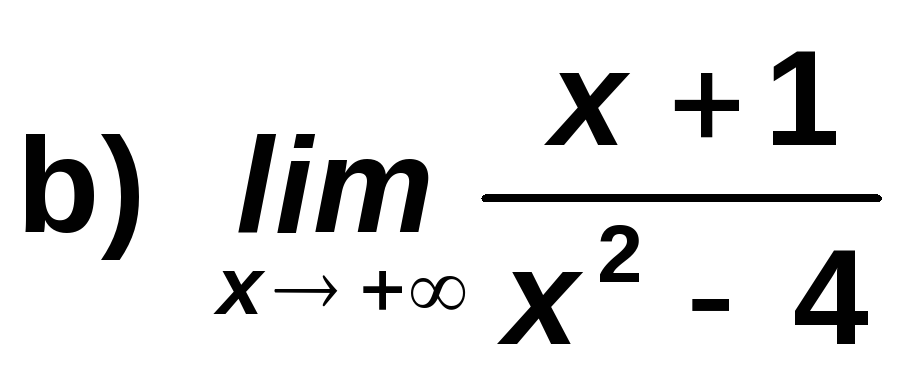 b) lim x→ +∞ x + 1 / x² - 4